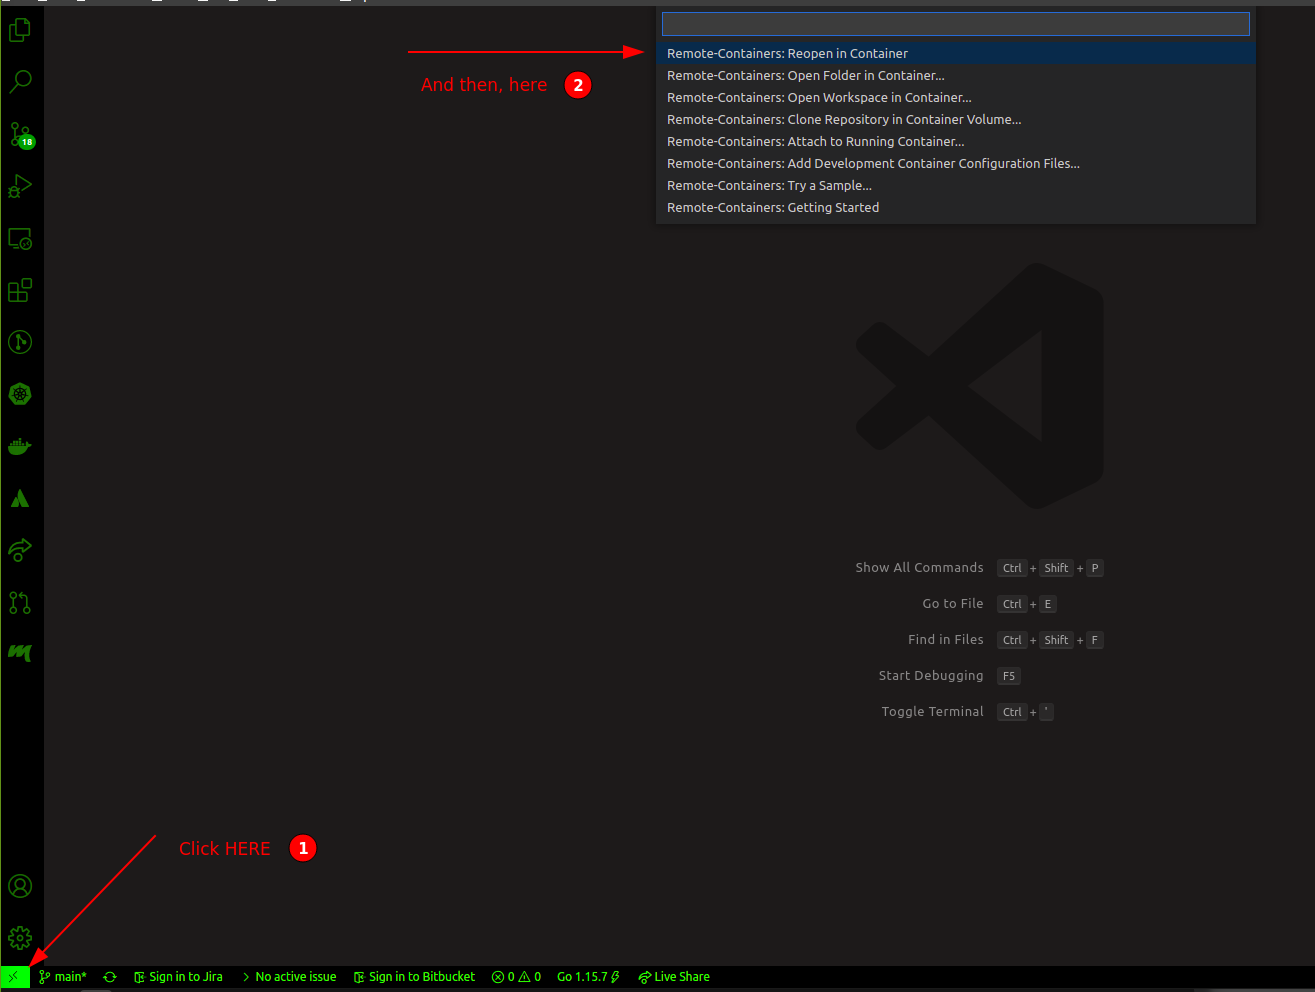 Remote-Containers: Reopen in Container
And then, here 2
Remote-Containers: Open Folder in Container...
Remote-Containers: Open Workspace in Container...
Remote-Containers: Clone Repository in Container Volume...
18
Remote-Containers: Attach to Running Container...
Remote-Containers: Add Development Container Configuration Files...
Remote-Containers: Try a Sample...
Remote-Containers: Getting Started
Show All Commands Ctrl + Shift + P
Go to File Ctrl + E
Find in Files Ctrl + Shift + F
Start Debugging F5
Toggle Terminal Ctrl + '
Click HERE 1
main* Sign in to Jira > No active issue Sign in to Bitbucket 0 0 Go 1.15.7 Live Share